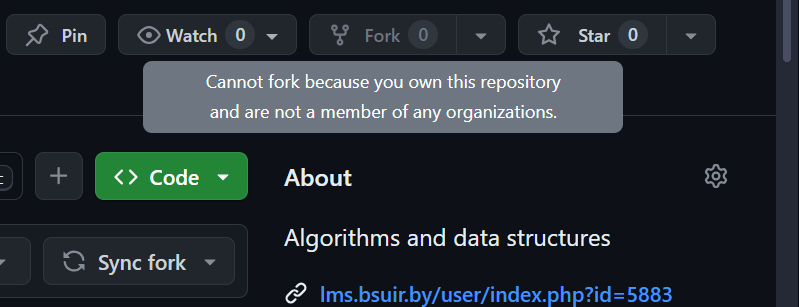 Pin
Watch 0
Fork 0
Star 0
Cannot fork because you own this repository
and are not a member of any organizations.
Code
About
Algorithms and data structures
Sync fork
lms.bsuir.by/user/index.php?id=5883